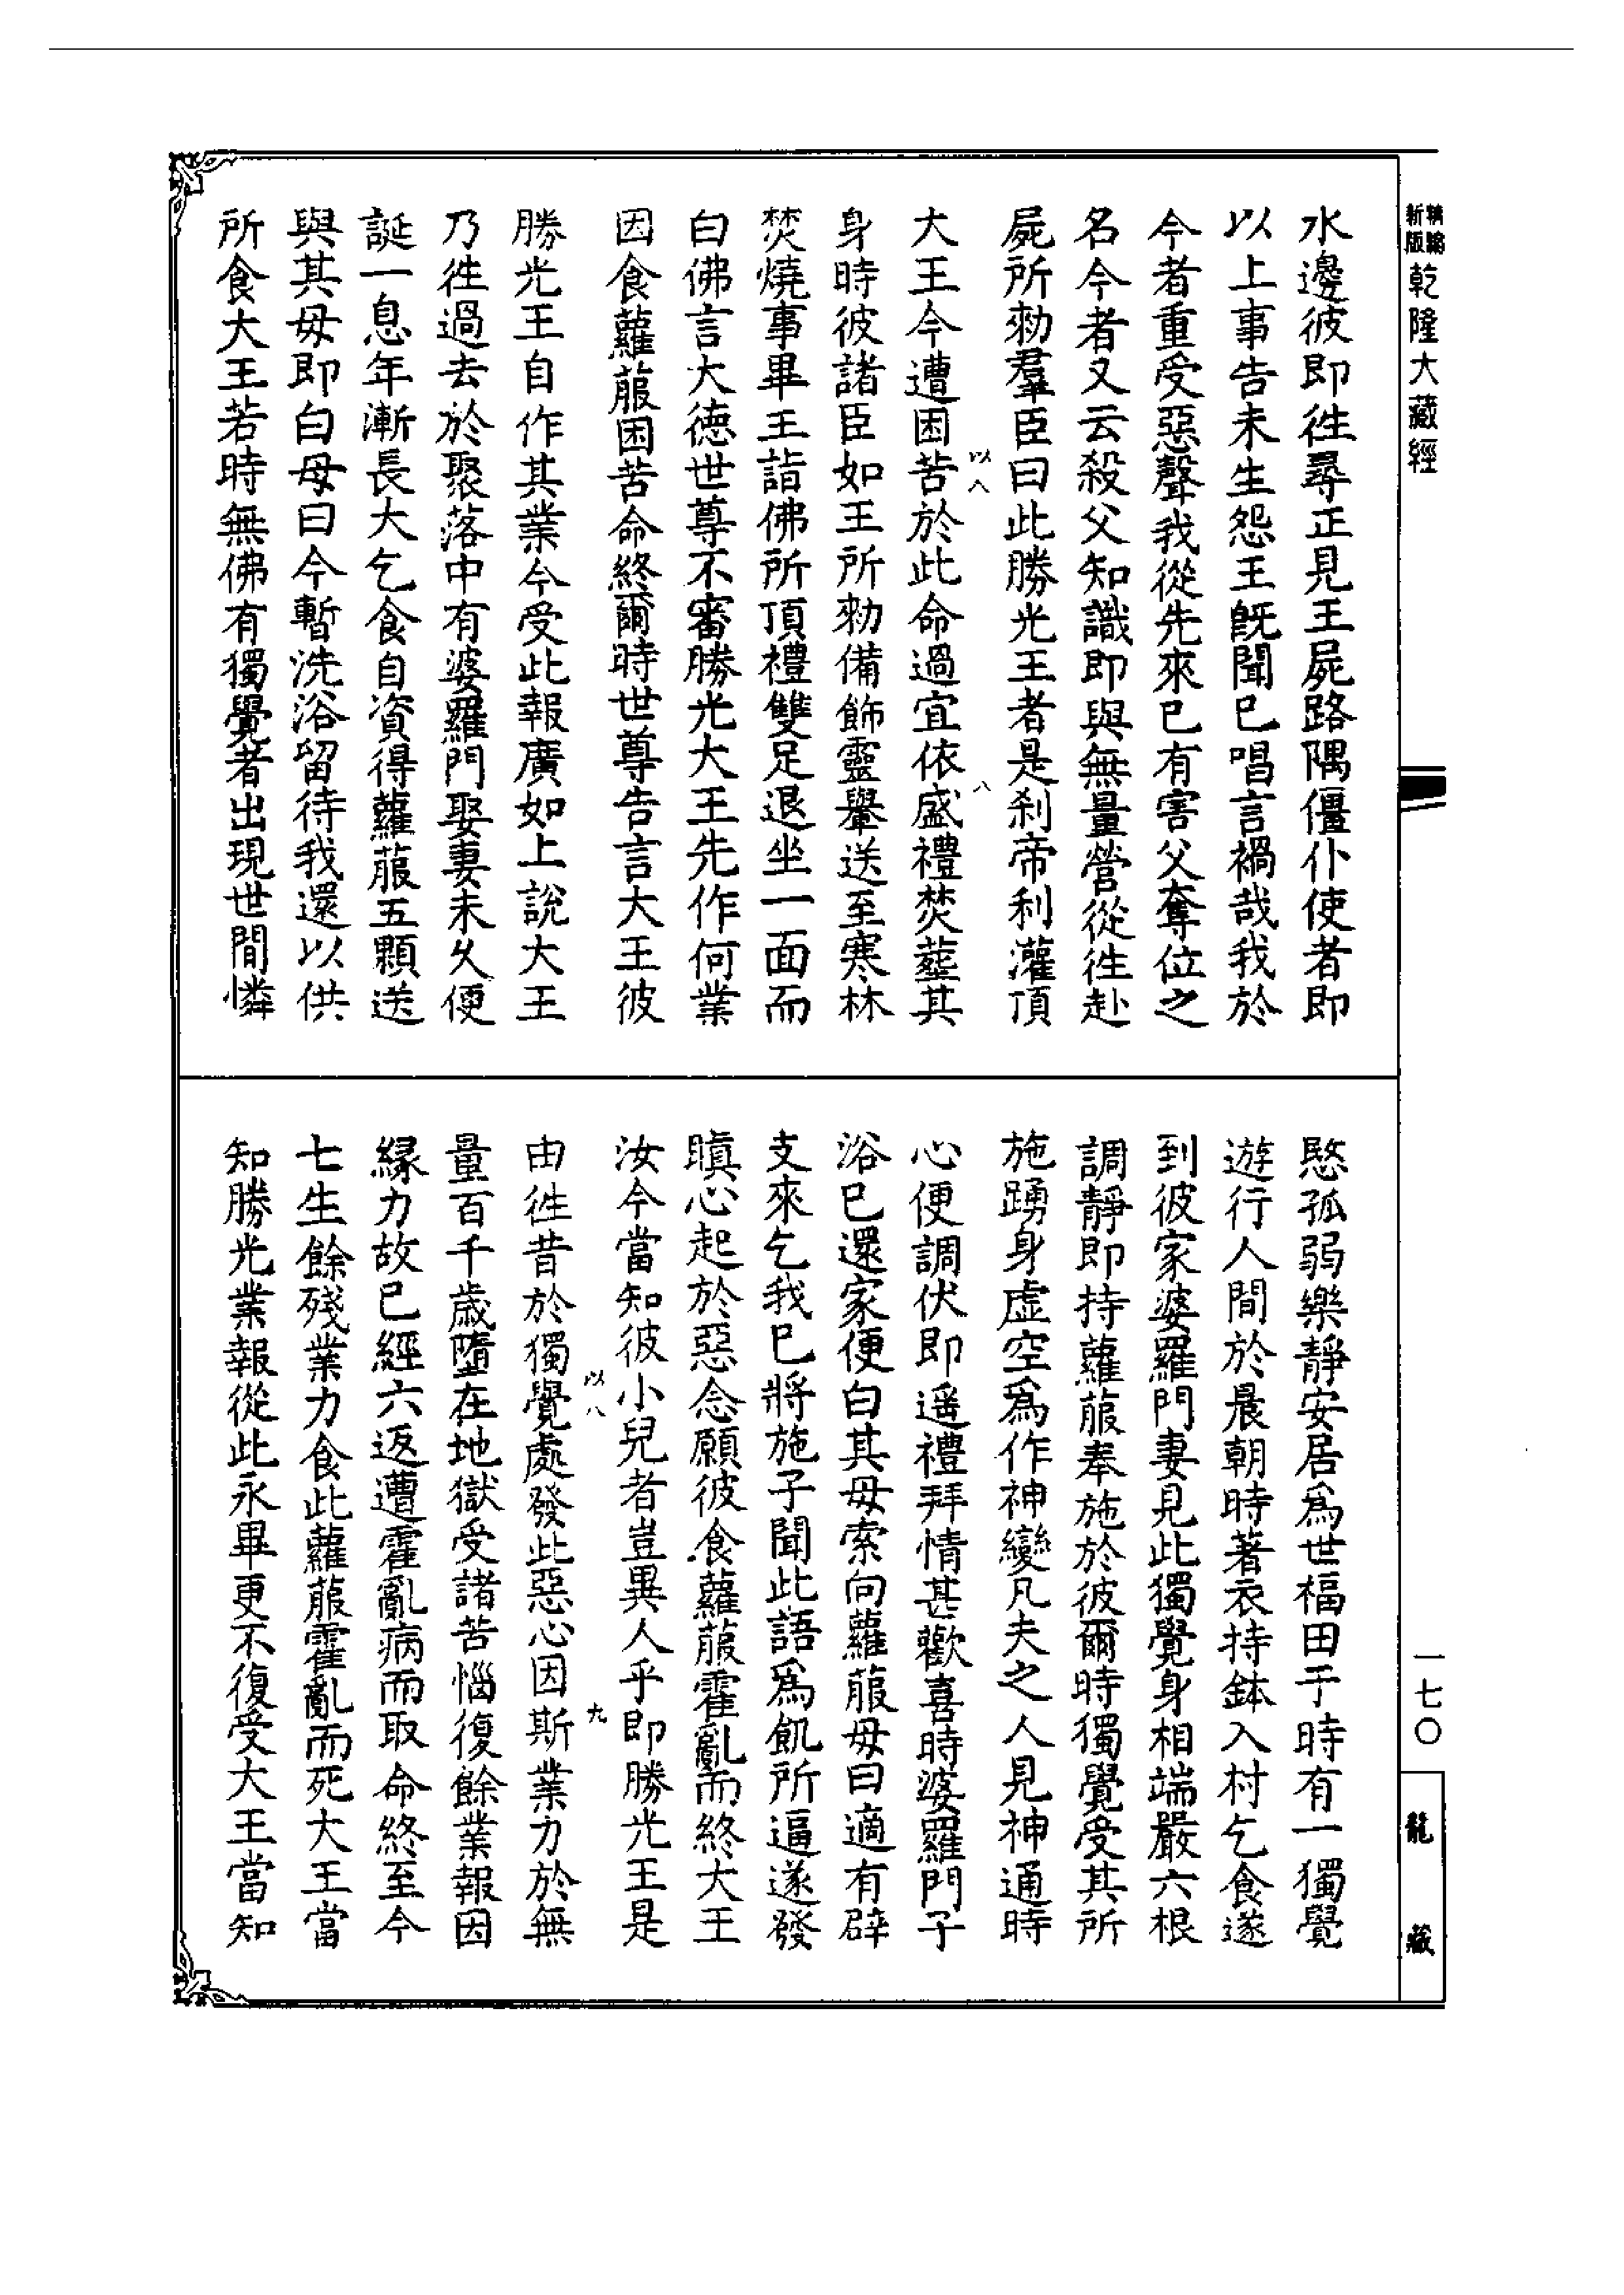 精縮新版乾隆大藏經
水邊彼即徃尋正見王屍路隅僵仆使者即
以上事告未生怨王旣聞巳唱言禍哉我於
今者重受惡聲我從先來巳有害父奪位之
名今者又云殺父知識即與無量營從徃赴
屍所勑羣臣曰此勝光王者是刹帝利灌頂
以八
八
大王今遭困苦於此命過宜依盛禮焚葬其
身時彼諸臣如王所勑備飾靈轝送至寒林
焚燒事畢王詣佛所頂禮雙足退坐一面而
白佛言大德世尊不審勝光大王先作何業
因食蘿菔困苦命終爾時世尊告言大王彼
勝光王自作其業今受此報廣如上說大王
乃徃過去於聚落中有婆羅門娶妻未久便
誕一息年漸長大乞食自資得蘿菔五顆送
與其母即白母曰今暫洗浴留待我還以供
所食大王若時無佛有獨覺者出現世間憐
愍孤弱樂靜安居爲世福田于時有一獨覺
遊行人間於晨朝時著衣持鉢入村乞食遂
到彼家婆羅門妻見此獨覺身相端嚴六根
調靜即持蘿菔奉施於彼爾時獨覺受其所
施踴身虛空爲作神變凡夫之人見神通時
心便調伏即遥禮拜情甚歡喜時婆羅門子
浴巳還家便白其母索向蘿菔母曰適有辟
支來乞我巳將施子聞此語爲飢所逼遂發
瞋心起於惡念願彼食蘿菔霍亂而終大王
汝今當知彼小兒者豈異人乎即勝光王是
以八
九
由徃昔於獨覺處發此惡心因斯業力於無
量百千歲墮在地獄受諸苦惱復餘業報因
緣力故巳經六返遭霍亂病而取命終至今
七生餘殘業力食此蘿菔霍亂而死大王當
知勝光業報從此永畢更不復受大王當知
一七〇
龍藏